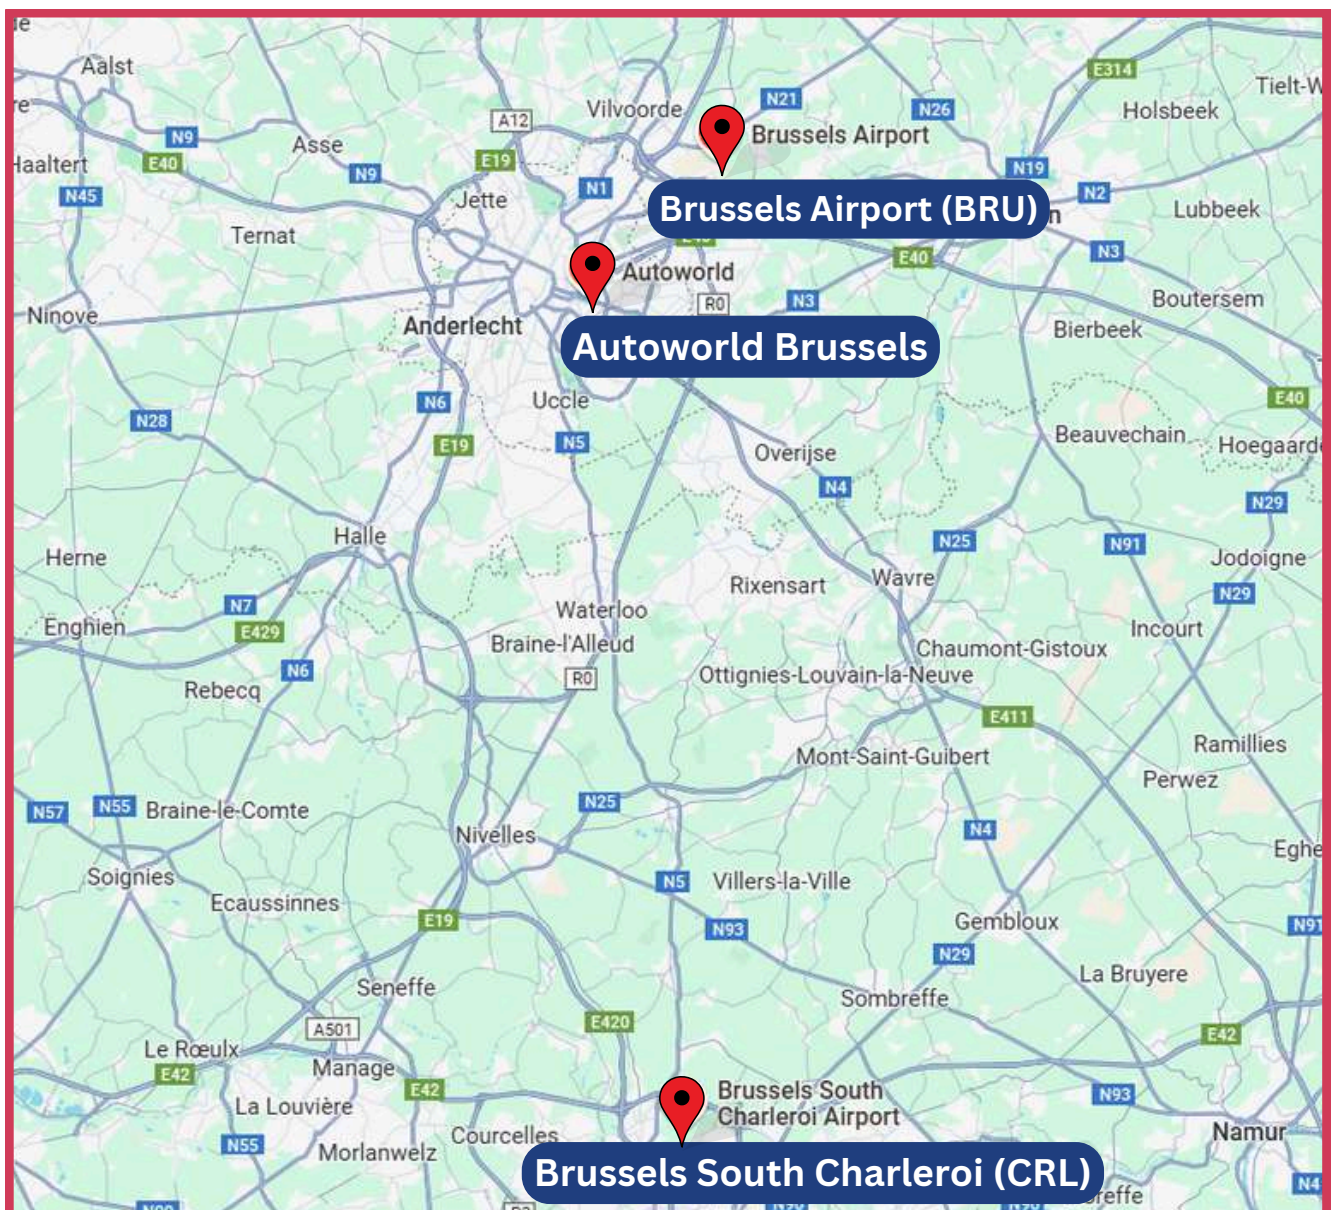 Aalst
E314
Tielt-W
N21
Vilvoorde
N26
Holsbeek
A12
N9
Brussels Airport
Asse
Haaltert
E40
E19
N9
N1
N19
N45
Jette
N2
Brussels Airport (BRU)
Lubbeek
Ternat
E40
N3
Autoworld
R0
N3
Boutersem
Ninove
Anderlecht
Bierbeek
Autoworld Brussels
N6
Uccle
E40
N28
E19
N5
Beauvechain
Hoegaard
Overijse
N4
N29
Halle
N25
N91
Herne
Jodoigne
Rixensart
Wavre
N29
N7
Waterloo
Enghien
E429
Incourt
Braine-l'Alleud
Chaumont-Gistoux
N6
R0
Ottignies-Louvain-la-Neuve
Rebecq
E411
Ramillies
Mont-Saint-Guibert
Perwez
N57
N55
Braine-le-Comte
N25
Nivelles
N4
Eghe
Soignies
N5
Villers-la-Ville
Ecaussinnes
E19
N93
Gembloux
N91
N29
Seneffe
Sombreffe
La Bruyere
A501
E420
E42
Le Rœulx
Manage
E42
E42
Brussels South
Charleroi Airport
N93
La Louvière
Courcelles
Namur
N55
Morlanwelz
Brussels South Charleroi (CRL)
N4
reffe